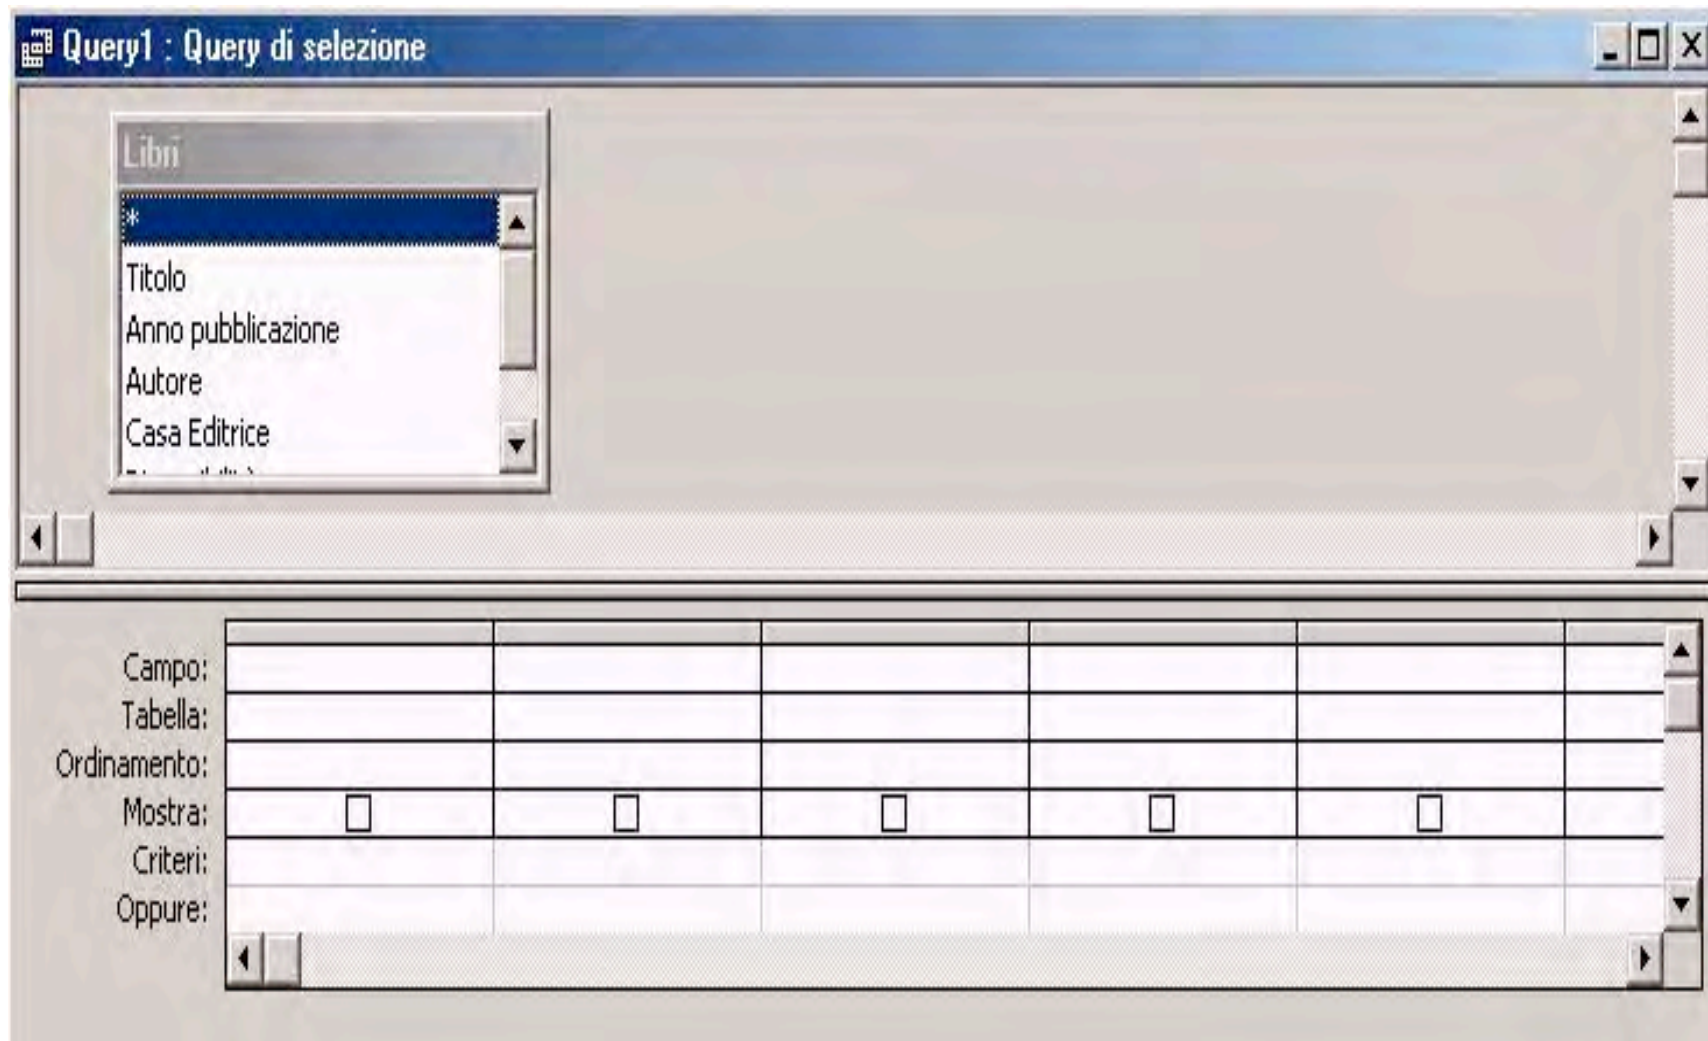 Query1 : Query di selezione
Libri
*
Titolo
Anno pubblicazione
Autore
Casa Editrice
Campo:
Tabella:
Ordinamento:
Mostra:
Criteri:
Oppure: